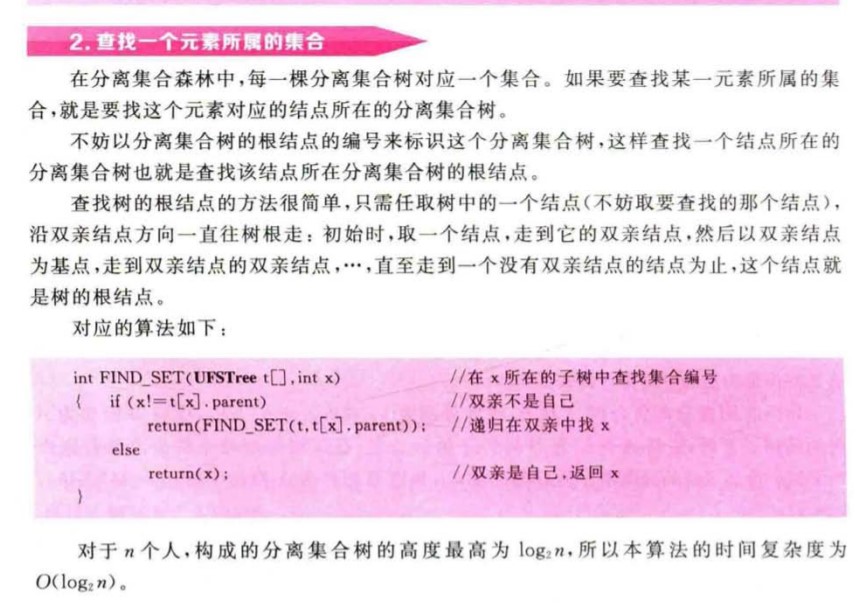 2. 查找一个元素所属的集合
在分离集合森林中,每一棵分离集合树对应一个集合。如果要查找某一元素所属的集
合,就是要找这个元素对应的结点所在的分离集合树。
不妨以分离集合树的根结点的编号来标识这个分离集合树,这样查找一个结点所在的
分离集合树也就是查找该结点所在分离集合树的根结点。
查找树的根结点的方法很简单,只需任取树中的一个结点(不妨取要查找的那个结点),
沿双亲结点方向一直往树根走:初始时,取一个结点,走到它的双亲结点,然后以双亲结点
为基点,走到双亲结点的双亲结点,…,直至走到一个没有双亲结点的结点为止,这个结点就
是树的根结点。
对应的算法如下:
int FIND_SET(UFSTree t[],int x) //在 x 所在的子树中查找集合编号
{ if (x!=t[x].parent) //双亲不是自己
return(FIND_SET(t,t[x].parent)); //递归在双亲中找 x
else
return(x); //双亲是自己,返回 x
}
对于 n 个人,构成的分离集合树的高度最高为 log₂n,所以本算法的时间复杂度为
O(log₂n)。